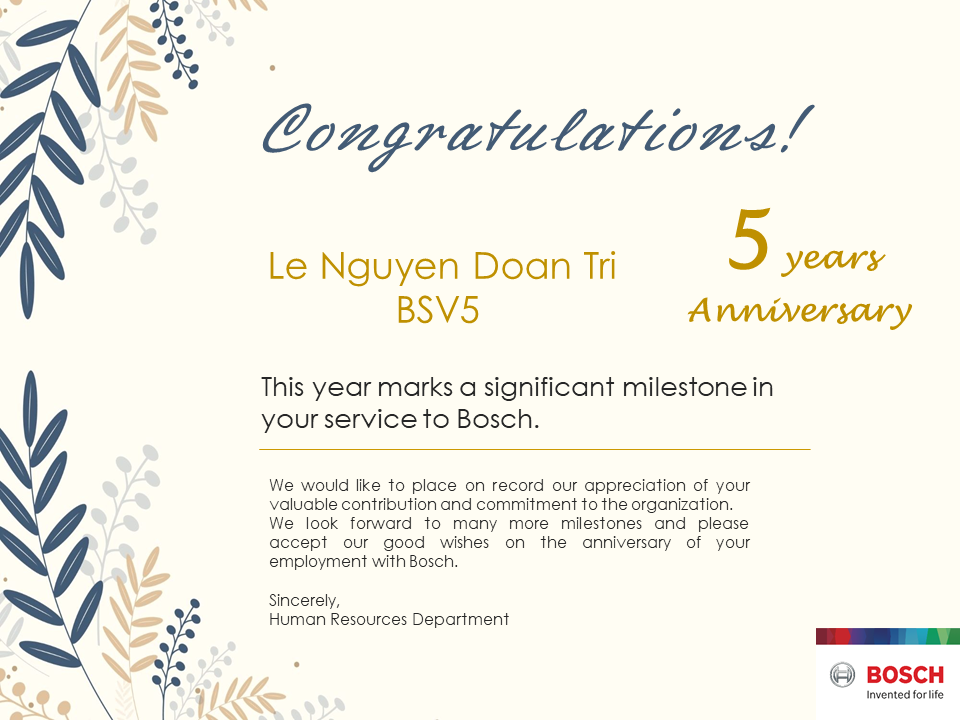 Congratulations!
5 years
Anniversary
Le Nguyen Doan Tri
BSV5
This year marks a significant milestone in
your service to Bosch.
We would like to place on record our appreciation of your
valuable contribution and commitment to the organization.
We look forward to many more milestones and please
accept our good wishes on the anniversary of your
employment with Bosch.
Sincerely,
Human Resources Department
BOSCH
Invented for life